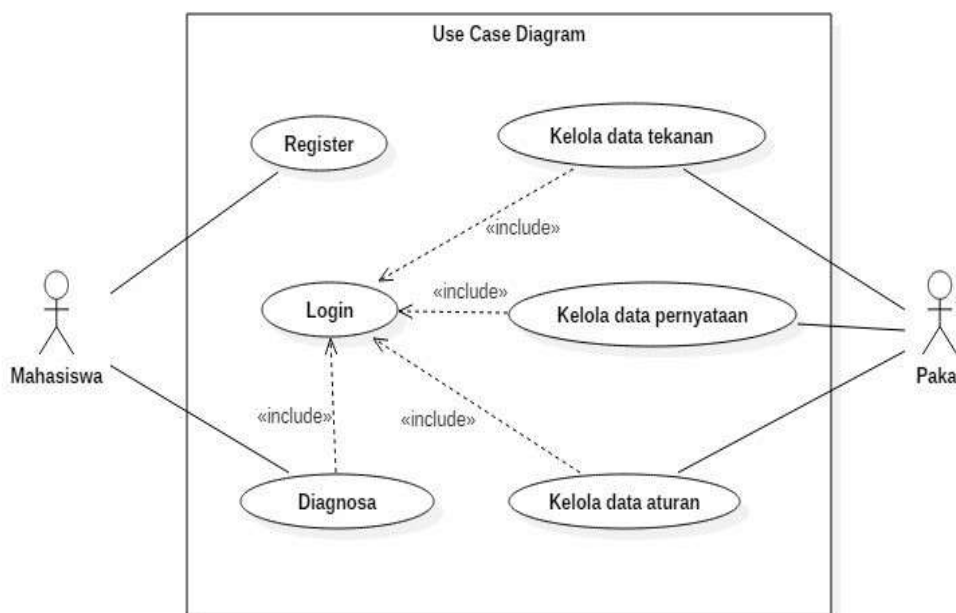 Use Case Diagram
Register
Kelola data tekanan
«include»
«include»
Login
Kelola data pernyataan
Mahasiswa
Paka
«include»
«include»
Diagnosa
Kelola data aturan